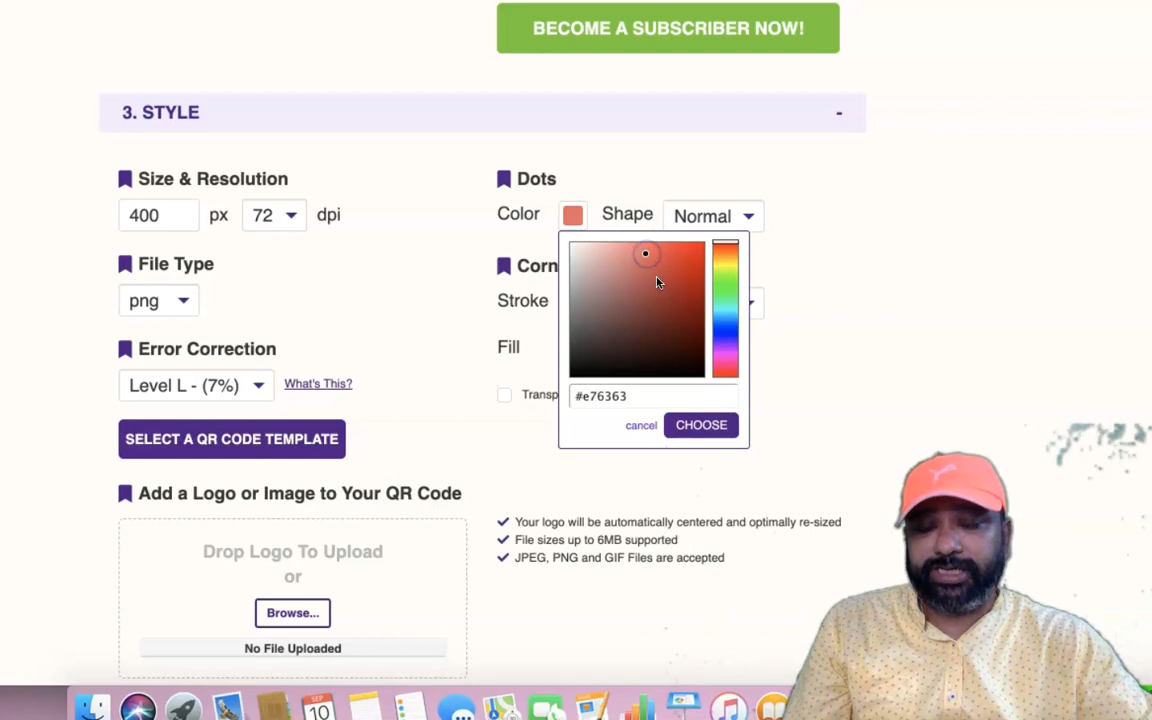 BECOME A SUBSCRIBER NOW!
3. STYLE
-
Size & Resolution
400 px 72 dpi
File Type
png
Error Correction
Level L - (7%) What's This?
SELECT A QR CODE TEMPLATE
Add a Logo or Image to Your QR Code
Drop Logo To Upload
or
Browse...
No File Uploaded
Dots
Color Shape Normal
Corn
Stroke
Fill
Transp
#e76363
cancel CHOOSE
Your logo will be automatically centered and optimally re-sized
File sizes up to 6MB supported
JPEG, PNG and GIF Files are accepted
SEP
10